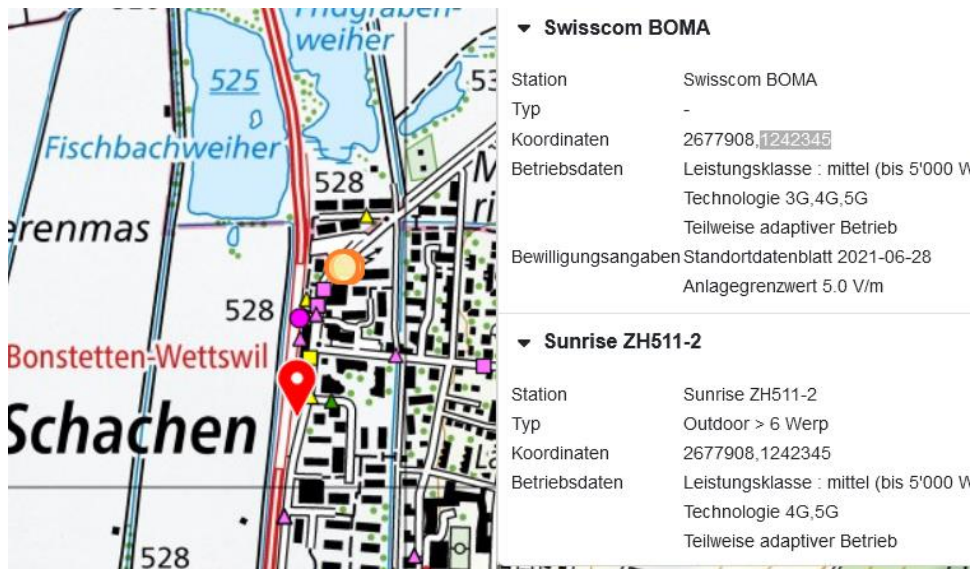 weiher
525
Fischbachweiher
528
erenmas
528
Bonstetten-Wettswil
Schachen
528
Swisscom BOMA
Station Swisscom BOMA
Typ -
Koordinaten 2677908,1242345
Betriebsdaten Leistungsklasse : mittel (bis 5'000 W
Technologie 3G,4G,5G
Teilweise adaptiver Betrieb
Bewilligungsangaben Standortdatenblatt 2021-06-28
Anlagegrenzwert 5.0 V/m
Sunrise ZH511-2
Station Sunrise ZH511-2
Typ Outdoor > 6 Werp
Koordinaten 2677908,1242345
Betriebsdaten Leistungsklasse : mittel (bis 5'000 W
Technologie 4G,5G
Teilweise adaptiver Betrieb